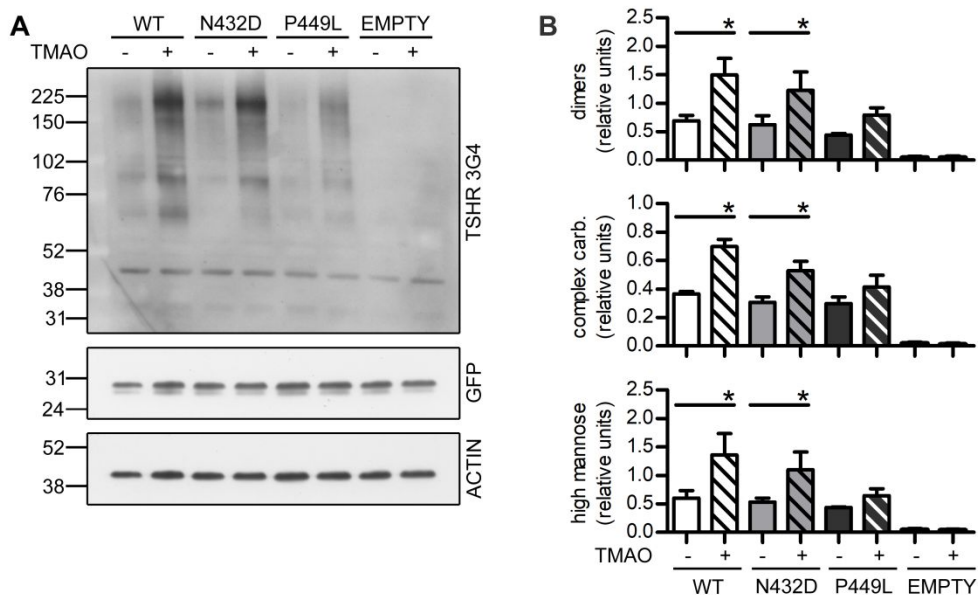 A
WT N432D P449L EMPTY
TMAO - + - + - + - +
225
150
102
76
52
38
31
TSHR 3G4
31
24
GFP
52
38
ACTIN
B
dimers
(relative units)
2.5
2.0
1.5
1.0
0.5
0.0
* *
complex carb.
(relative units)
1.0
0.8
0.6
0.4
0.2
0.0
* *
high mannose
(relative units)
2.5
2.0
1.5
1.0
0.5
0.0
* *
TMAO - + - + - + - +
WT N432D P449L EMPTY